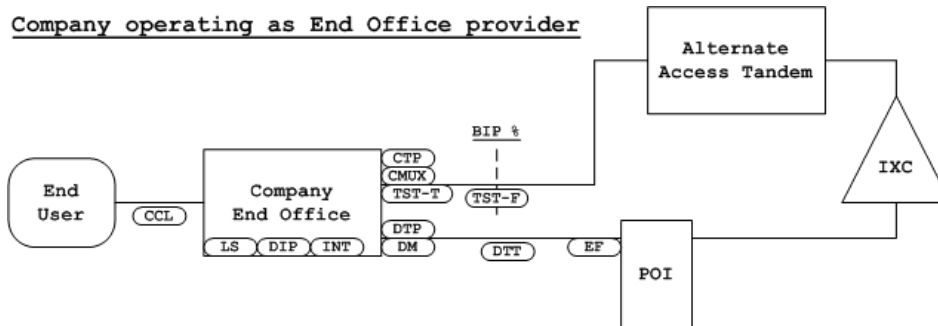 Company operating as End Office provider
Alternate
Access Tandem
BIP %
CTP
CMUX
TST-T
TST-F
IXC
End
User
CCL
Company
End Office
LS
DIP
INT
DTP
DM
DTT
EF
POI